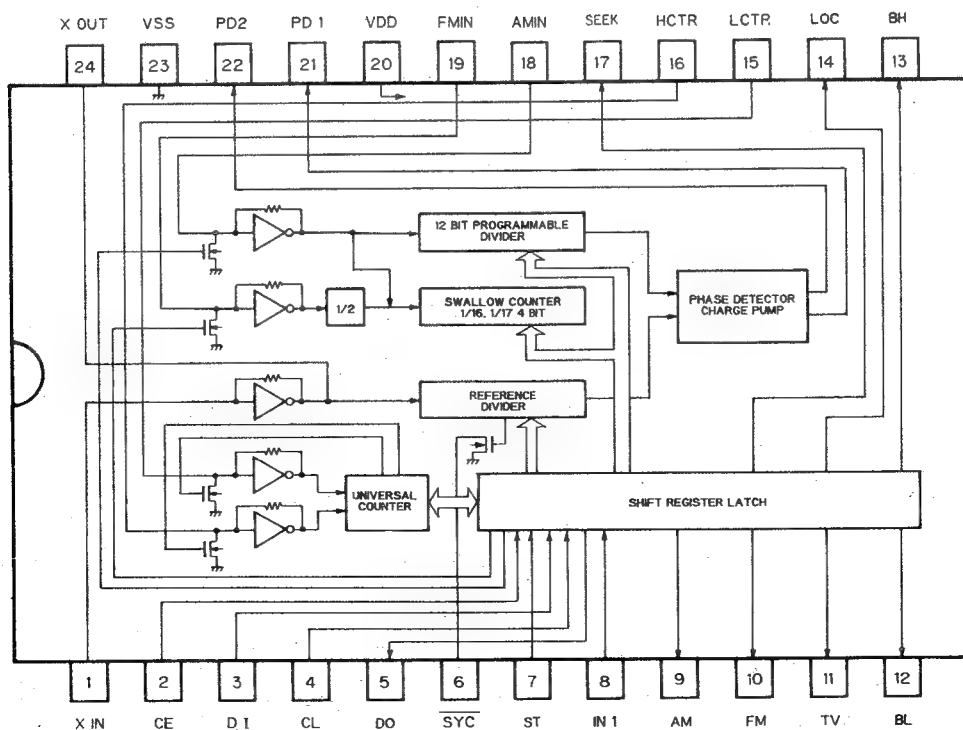 X OUT VSS PD2 PD 1 VDD FMIN AMIN SEEK HCTR LCTR LOC BH
24 23 22 21 20 19 18 17 16 15 14 13
12 BIT PROGRAMMABLE
DIVIDER
PHASE DETECTOR
CHARGE PUMP
1/2
SWALLOW COUNTER
1/16, 1/17 4 BIT
REFERENCE
DIVIDER
UNIVERSAL
COUNTER
SHIFT REGISTER LATCH
1 2 3 4 5 6 7 8 9 10 11 12
X IN CE D I CL DO SYC ST IN 1 AM FM TV BL